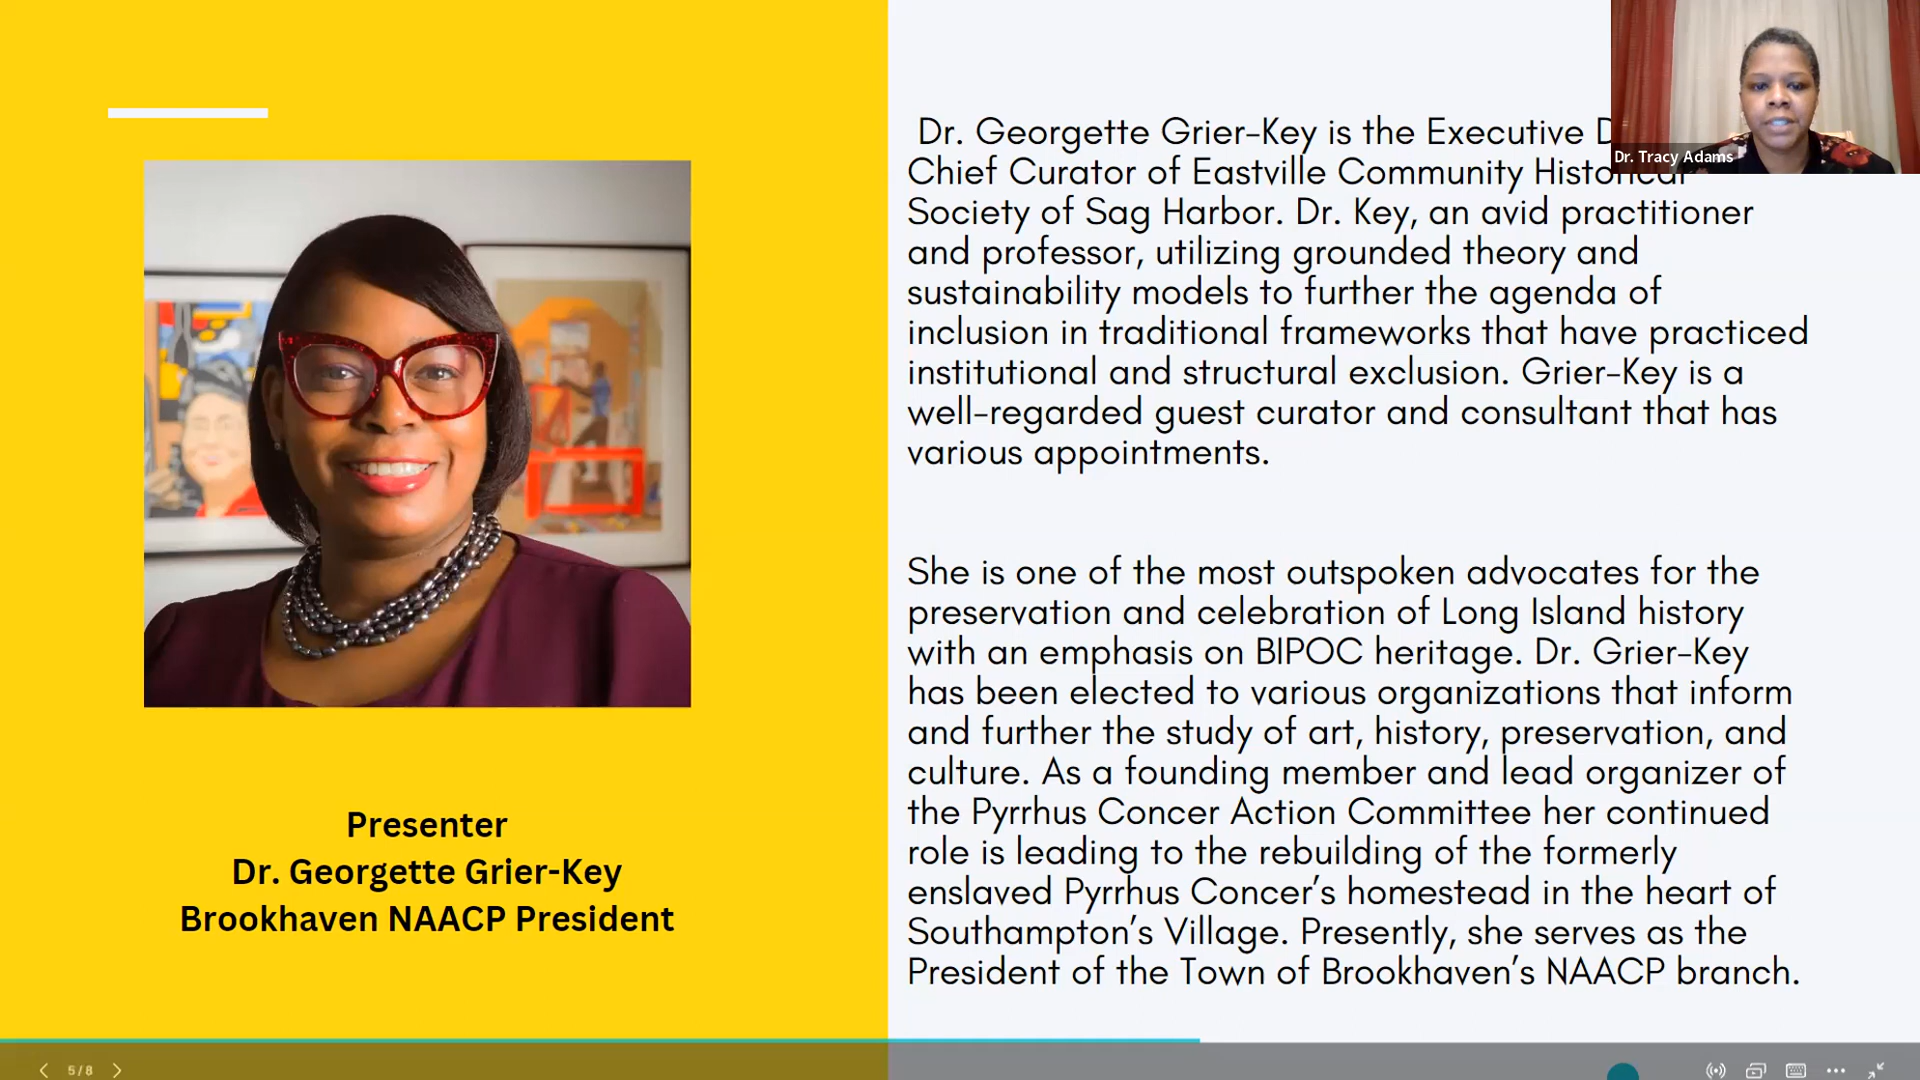 Dr. Georgette Grier-Key is the Executive
Chief Curator of Eastville Community Historical
Society of Sag Harbor. Dr. Key, an avid practitioner
and professor, utilizing grounded theory and
sustainability models to further the agenda of
inclusion in traditional frameworks that have practiced
institutional and structural exclusion. Grier-Key is a
well-regarded guest curator and consultant that has
various appointments.
She is one of the most outspoken advocates for the
preservation and celebration of Long Island history
with an emphasis on BIPOC heritage. Dr. Grier-Key
has been elected to various organizations that inform
and further the study of art, history, preservation, and
culture. As a founding member and lead organizer of
the Pyrrhus Concer Action Committee her continued
role is leading to the rebuilding of the formerly
enslaved Pyrrhus Concer's homestead in the heart of
Southampton's Village. Presently, she serves as the
President of the Town of Brookhaven's NAACP branch.
Presenter
Dr. Georgette Grier-Key
Brookhaven NAACP President
Dr. Tracy Adams
5/8